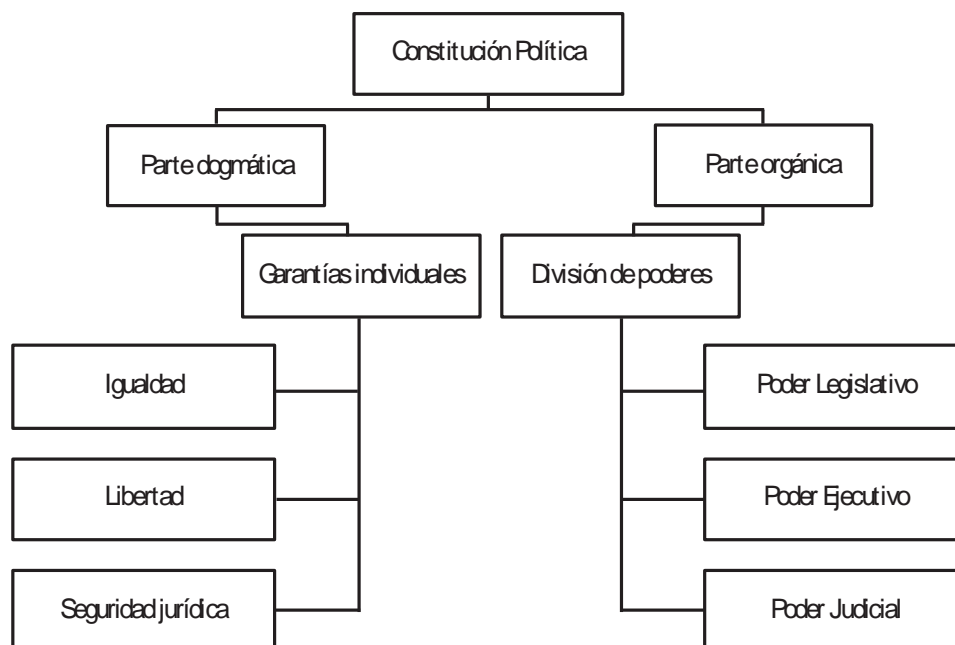 Constitución Política
Parte dogmática
Parte orgánica
Garantías individuales
División de poderes
Igualdad
Poder Legislativo
Libertad
Poder Ejecutivo
Seguridad jurídica
Poder Judicial